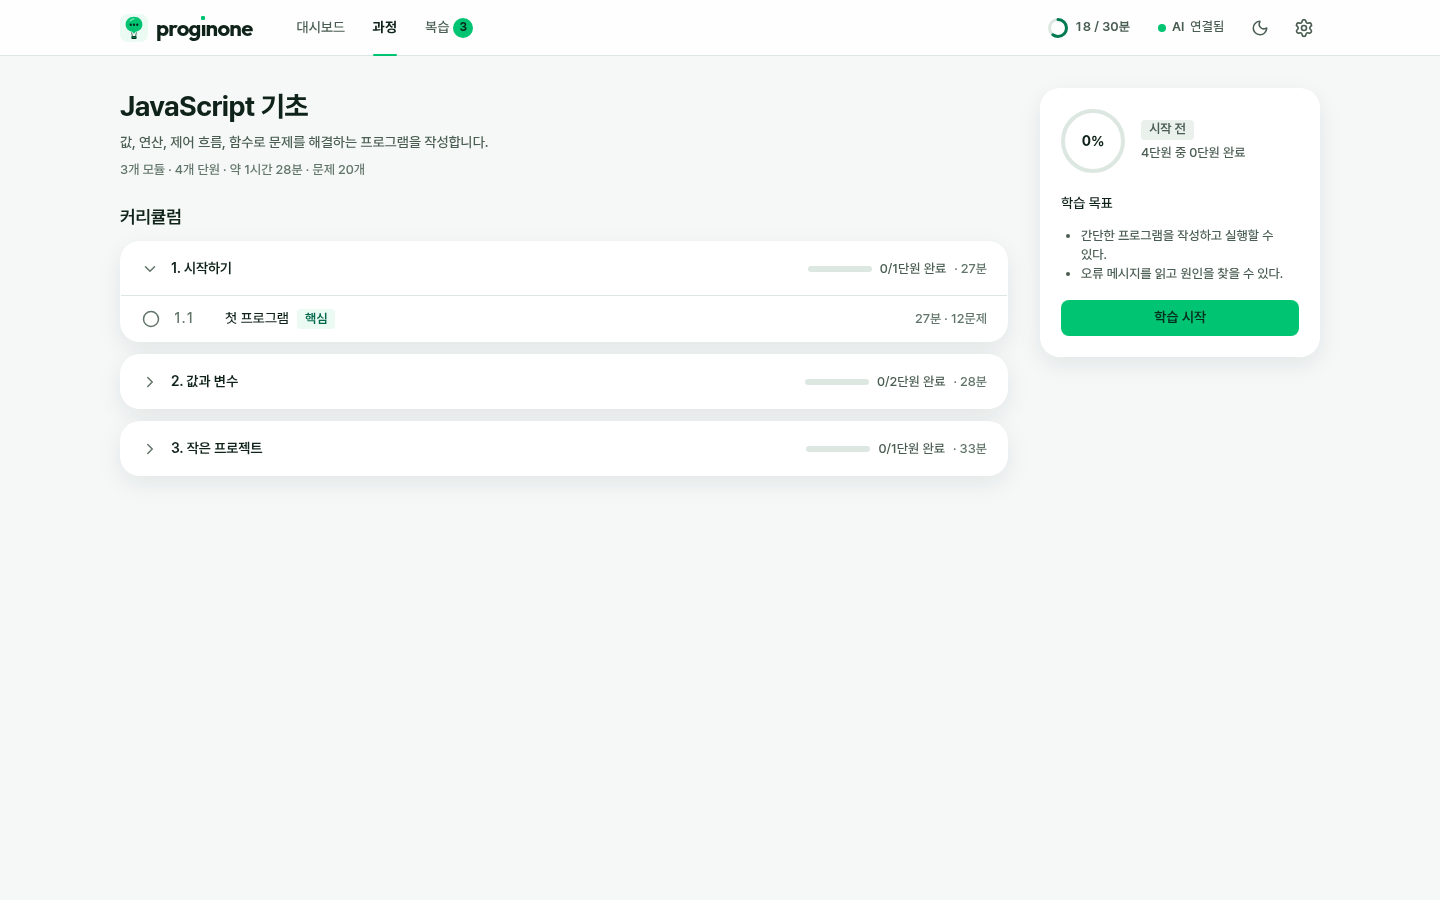 proginone
대시보드
과정
복습 3
18 / 30분
AI 연결됨
JavaScript 기초
값, 연산, 제어 흐름, 함수로 문제를 해결하는 프로그램을 작성합니다.
3개 모듈 · 4개 단원 · 약 1시간 28분 · 문제 20개
커리큘럼
1. 시작하기
0/1단원 완료 · 27분
1.1 첫 프로그램 핵심
27분 · 12문제
2. 값과 변수
0/2단원 완료 · 28분
3. 작은 프로젝트
0/1단원 완료 · 33분
0%
시작 전
4단원 중 0단원 완료
학습 목표
• 간단한 프로그램을 작성하고 실행할 수
있다.
• 오류 메시지를 읽고 원인을 찾을 수 있다.
학습 시작